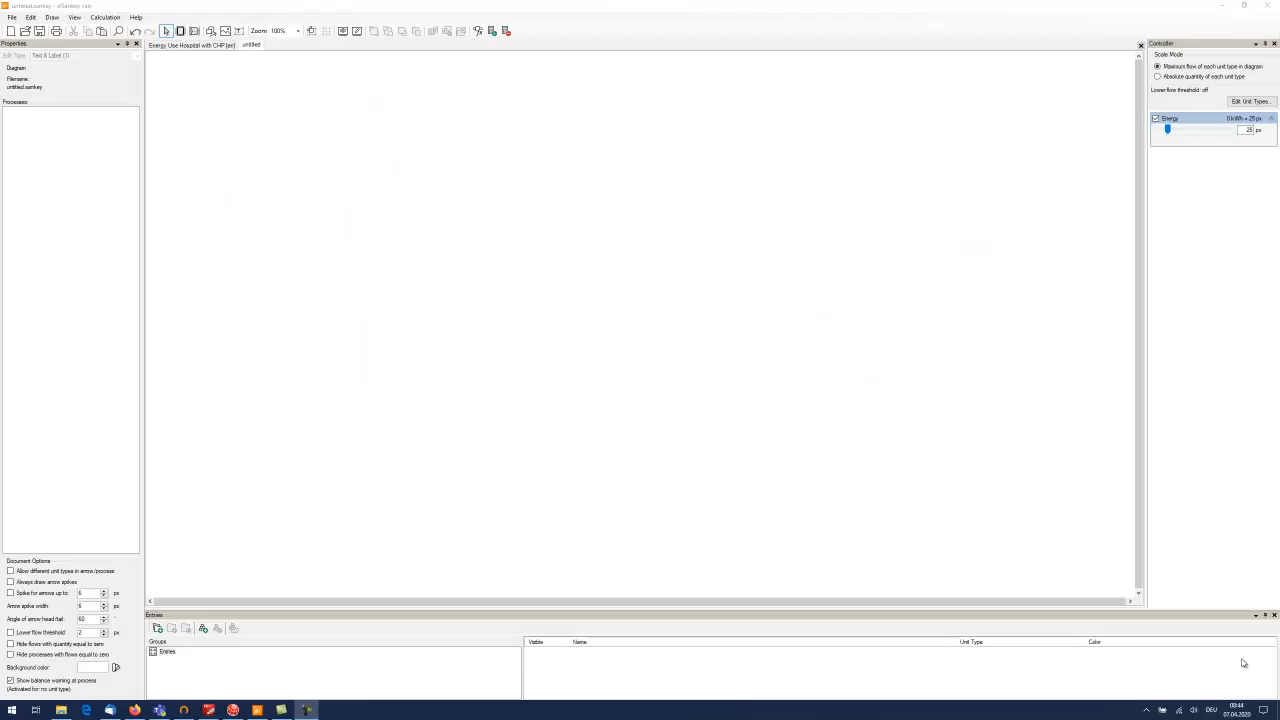 untitled.sankey - e!Sankey calc
File Edit Draw View Calculation Help
Zoom 100%
Properties
Energy Use Hospital with CHP [en] untitled
Controller
Edit Type: Text & Label (3)
Diagram
Filename:
untitled.sankey
Processes:
Scale Mode
Maximum flow of each unit type in diagram
Absolute quantity of each unit type
Lower flow threshold: off
Edit Unit Types...
Energy 0 kWh = 25 px
25 px
Document Options
Allow different unit types in arrow/process
Always draw arrow spikes
Spike for arrows up to: 6 px
Arrow spike width: 6 px
Angle of arrow head/tail: 60 °
Lower flow threshold: 2 px
Hide flows with quantity equal to zero
Hide processes with flows equal to zero
Background color:
Show balance warning at process
(Activated for: no unit type)
Entries
Groups
Entries
Visible Name Unit Type Color
DEU
08:44
07.04.2020